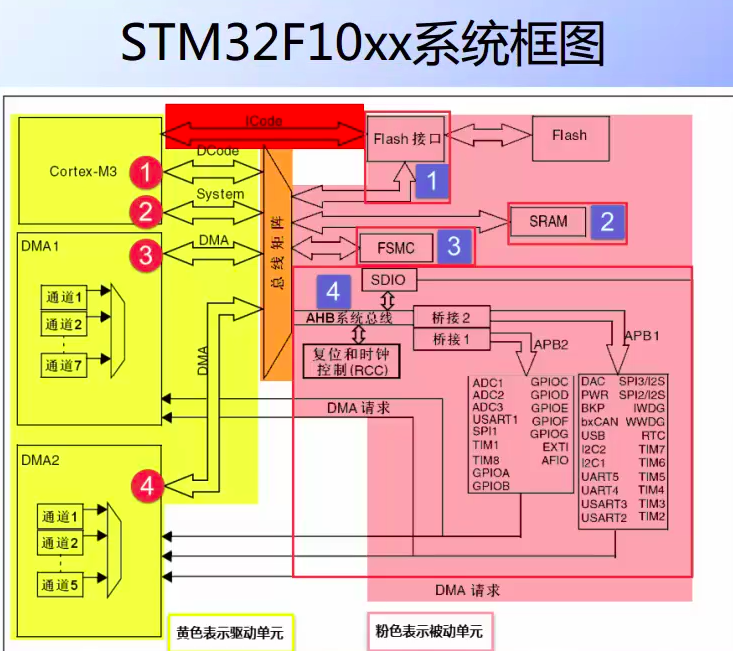 STM32F10xx系统框图
ICode
Flash 接口
Flash
DCode
Cortex-M3
1
1
System
2
SRAM
2
DMA1
3
DMA
总线矩阵
FSMC
3
SDIO
4
通道1
通道2
通道7
AHB系统总线
桥接2
桥接1
APB2
APB1
复位和时钟
控制(RCC)
DMA
DMA 请求
ADC1 GPIOC
ADC2 GPIOD
ADC3 GPIOE
USART1 GPIOF
SPI1 GPIOG
TIM1 EXTI
TIM8 AFIO
GPIOA
GPIOB
DAC SPI3/I2S
PWR SPI2/I2S
BKP IWDG
bxCAN WWDG
USB RTC
I2C2 TIM7
I2C1 TIM6
UART5 TIM5
UART4 TIM4
USART3 TIM3
USART2 TIM2
DMA2
4
通道1
通道2
通道5
DMA 请求
黄色表示驱动单元
粉色表示被动单元